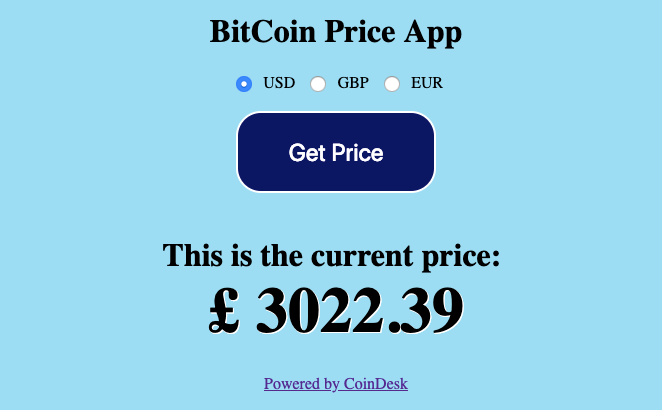 BitCoin Price App
USD GBP EUR
Get Price
This is the current price:
£ 3022.39
Powered by CoinDesk